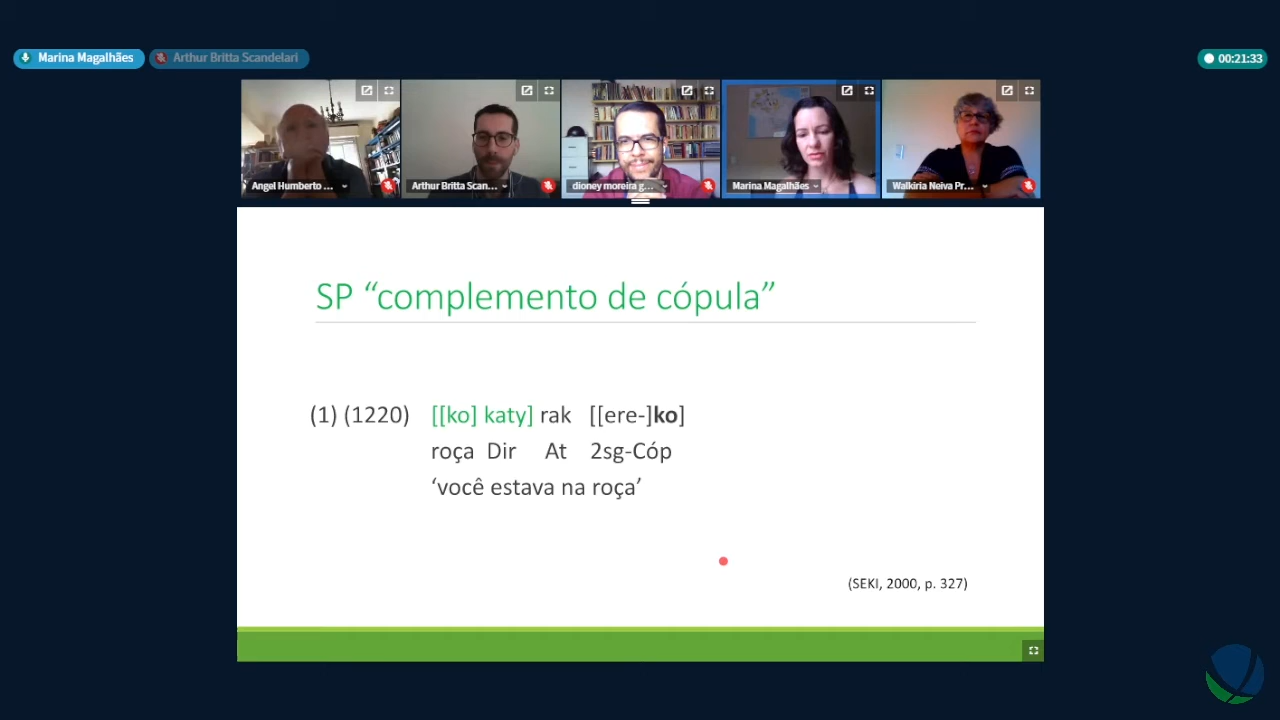 Marina Magalhães Arthur Britta Scandelari 00:21:33
Angel Humberto ... Arthur Britta Scan... dioney moreira g... Marina Magalhães Walkiria Neiva Pr...
SP “complemento de cópula”
(1) (1220) [[ko] katy] rak [[ere-]ko]
roça Dir At 2sg-Cóp
‘você estava na roça’
(SEKI, 2000, p. 327)